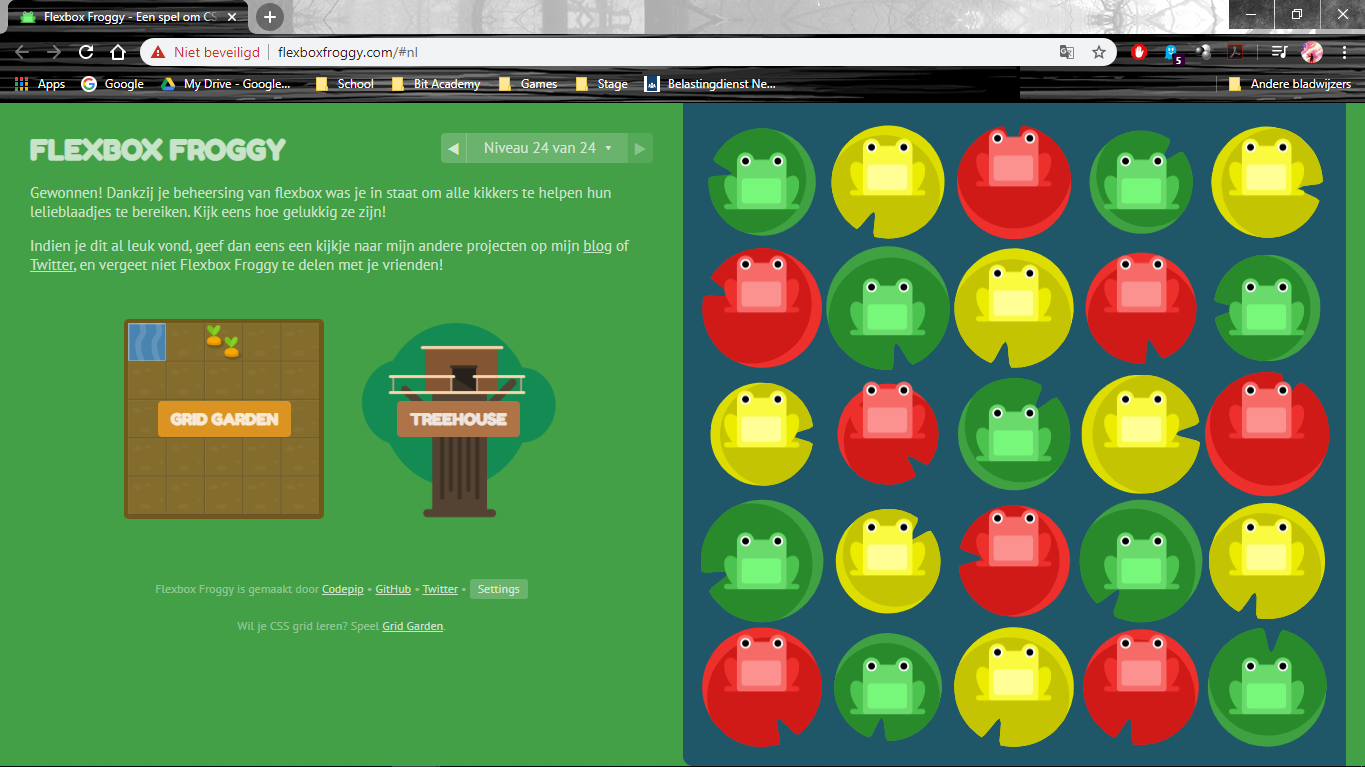 Flexbox Froggy - Een spel om CS
Niet beveiligd
flexboxfroggy.com/#nl
5
Apps
Google
My Drive - Google...
School
Bit Academy
Games
Stage
Belastingdienst Ne...
Andere bladwijzers
FLEXBOX FROGGY
Niveau 24 van 24
Gewonnen! Dankzij je beheersing van flexbox was je in staat om alle kikkers te helpen hun
lelieblaadjes te bereiken. Kijk eens hoe gelukkig ze zijn!
Indien je dit al leuk vond, geef dan eens een kijkje naar mijn andere projecten op mijn blog of
Twitter, en vergeet niet Flexbox Froggy te delen met je vrienden!
GRID GARDEN
TREEHOUSE
Flexbox Froggy is gemaakt door Codepip • GitHub • Twitter • Settings
Wil je CSS grid leren? Speel Grid Garden.